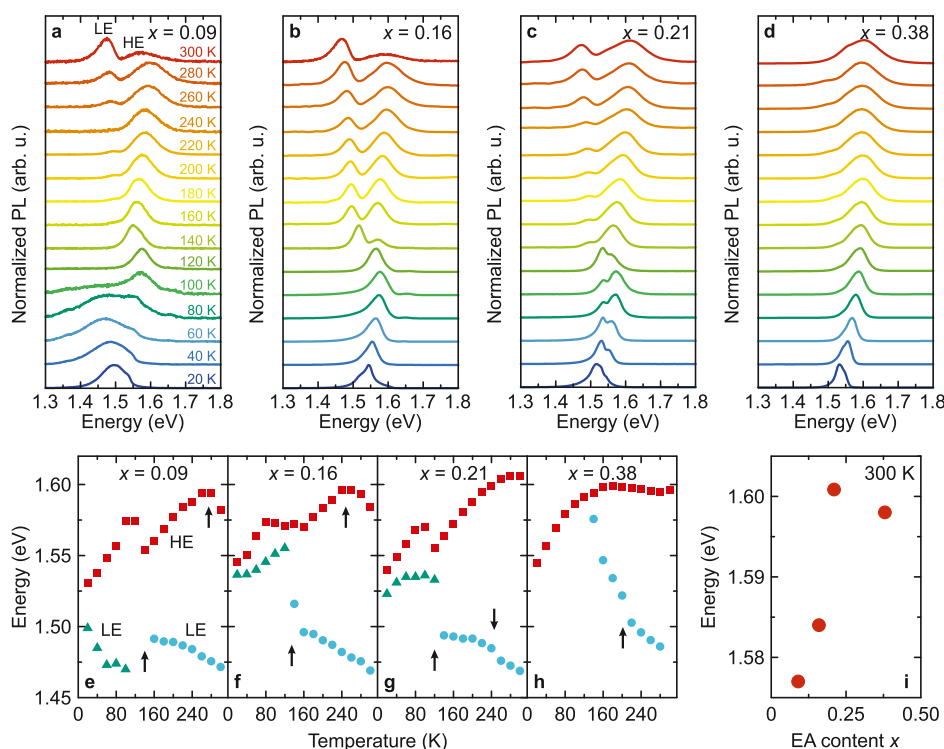 a
LE
HE
x = 0.09
300 K
280 K
260 K
240 K
220 K
200 K
180 K
160 K
140 K
120 K
100 K
80 K
60 K
40 K
20 K
Normalized PL (arb. u.)
1.3 1.4 1.5 1.6 1.7 1.8
Energy (eV)
b
x = 0.16
Normalized PL (arb. u.)
1.3 1.4 1.5 1.6 1.7 1.8
Energy (eV)
c
x = 0.21
Normalized PL (arb. u.)
1.3 1.4 1.5 1.6 1.7 1.8
Energy (eV)
d
x = 0.38
Normalized PL (arb. u.)
1.3 1.4 1.5 1.6 1.7 1.8
Energy (eV)
Energy (eV)
1.60
1.55
1.50
1.45
x = 0.09
HE
LE
LE
e
0 80 160 240
x = 0.16
f
0 80 160 240
x = 0.21
g
0 80 160 240
x = 0.38
h
0 80 160 240
Temperature (K)
Energy (eV)
1.60
1.59
1.58
300 K
i
0 0.25 0.50
EA content x